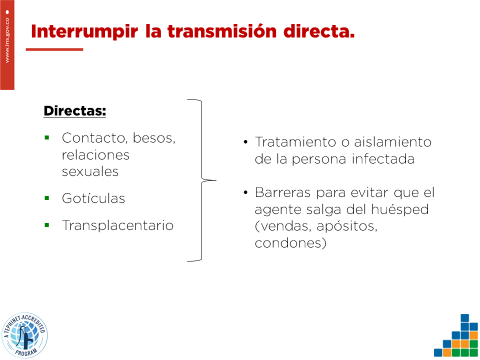 www.ins.gov.co
Interrumpir la transmisión directa.
Directas:
▪ Contacto, besos,
relaciones
sexuales
▪ Gotículas
▪ Transplacentario
• Tratamiento o aislamiento
de la persona infectada
• Barreras para evitar que el
agente salga del huésped
(vendas, apósitos,
condones)
A TEPHINET ACCREDITED
PROGRAM